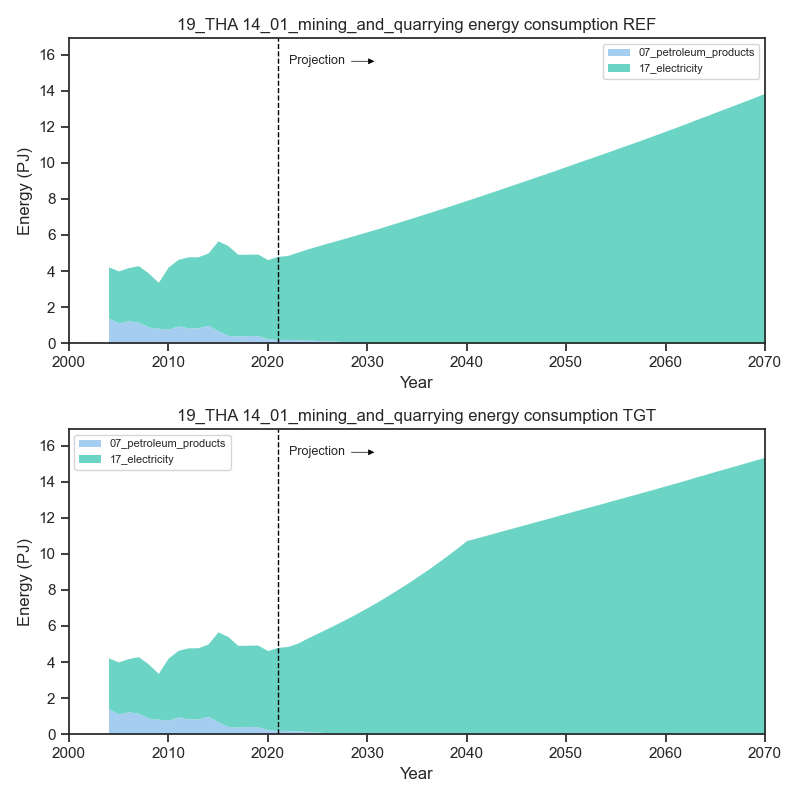 19_THA 14_01_mining_and_quarrying energy consumption REF
07_petroleum_products
17_electricity
Projection
16
14
12
10
8
6
4
2
0
Energy (PJ)
2000 2010 2020 2030 2040 2050 2060 2070
Year
19_THA 14_01_mining_and_quarrying energy consumption TGT
07_petroleum_products
17_electricity
Projection
16
14
12
10
8
6
4
2
0
Energy (PJ)
2000 2010 2020 2030 2040 2050 2060 2070
Year